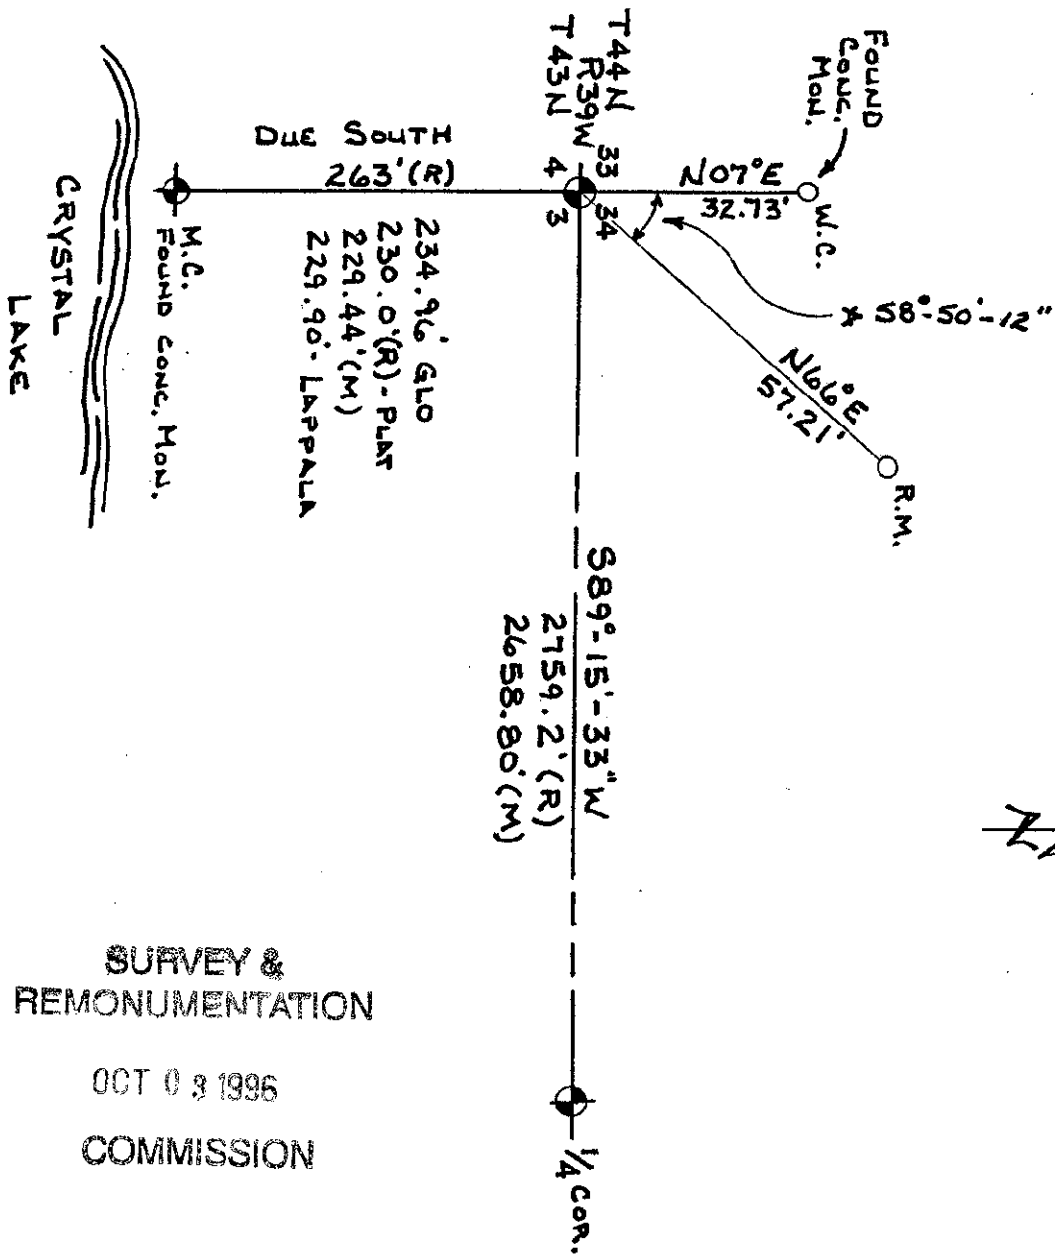 FOUND
CONC.
MON.
T44N
R39W
T43N
33
34
4
3
N07°E
32.73'
W.C.
58°-50'-12"
N66°E
57.21'
R.M.
DUE SOUTH
263'(R)
234.96' GLO
230.0'(R)-PLAT
229.44'(M)
229.90'-LAPPALA
M.C.
FOUND CONC. MON.
CRYSTAL
LAKE
S89°-15'-33"W
2759.2'(R)
2658.80'(M)
1/4 COR.
SURVEY &
REMONUMENTATION
OCT 03 1996
COMMISSION